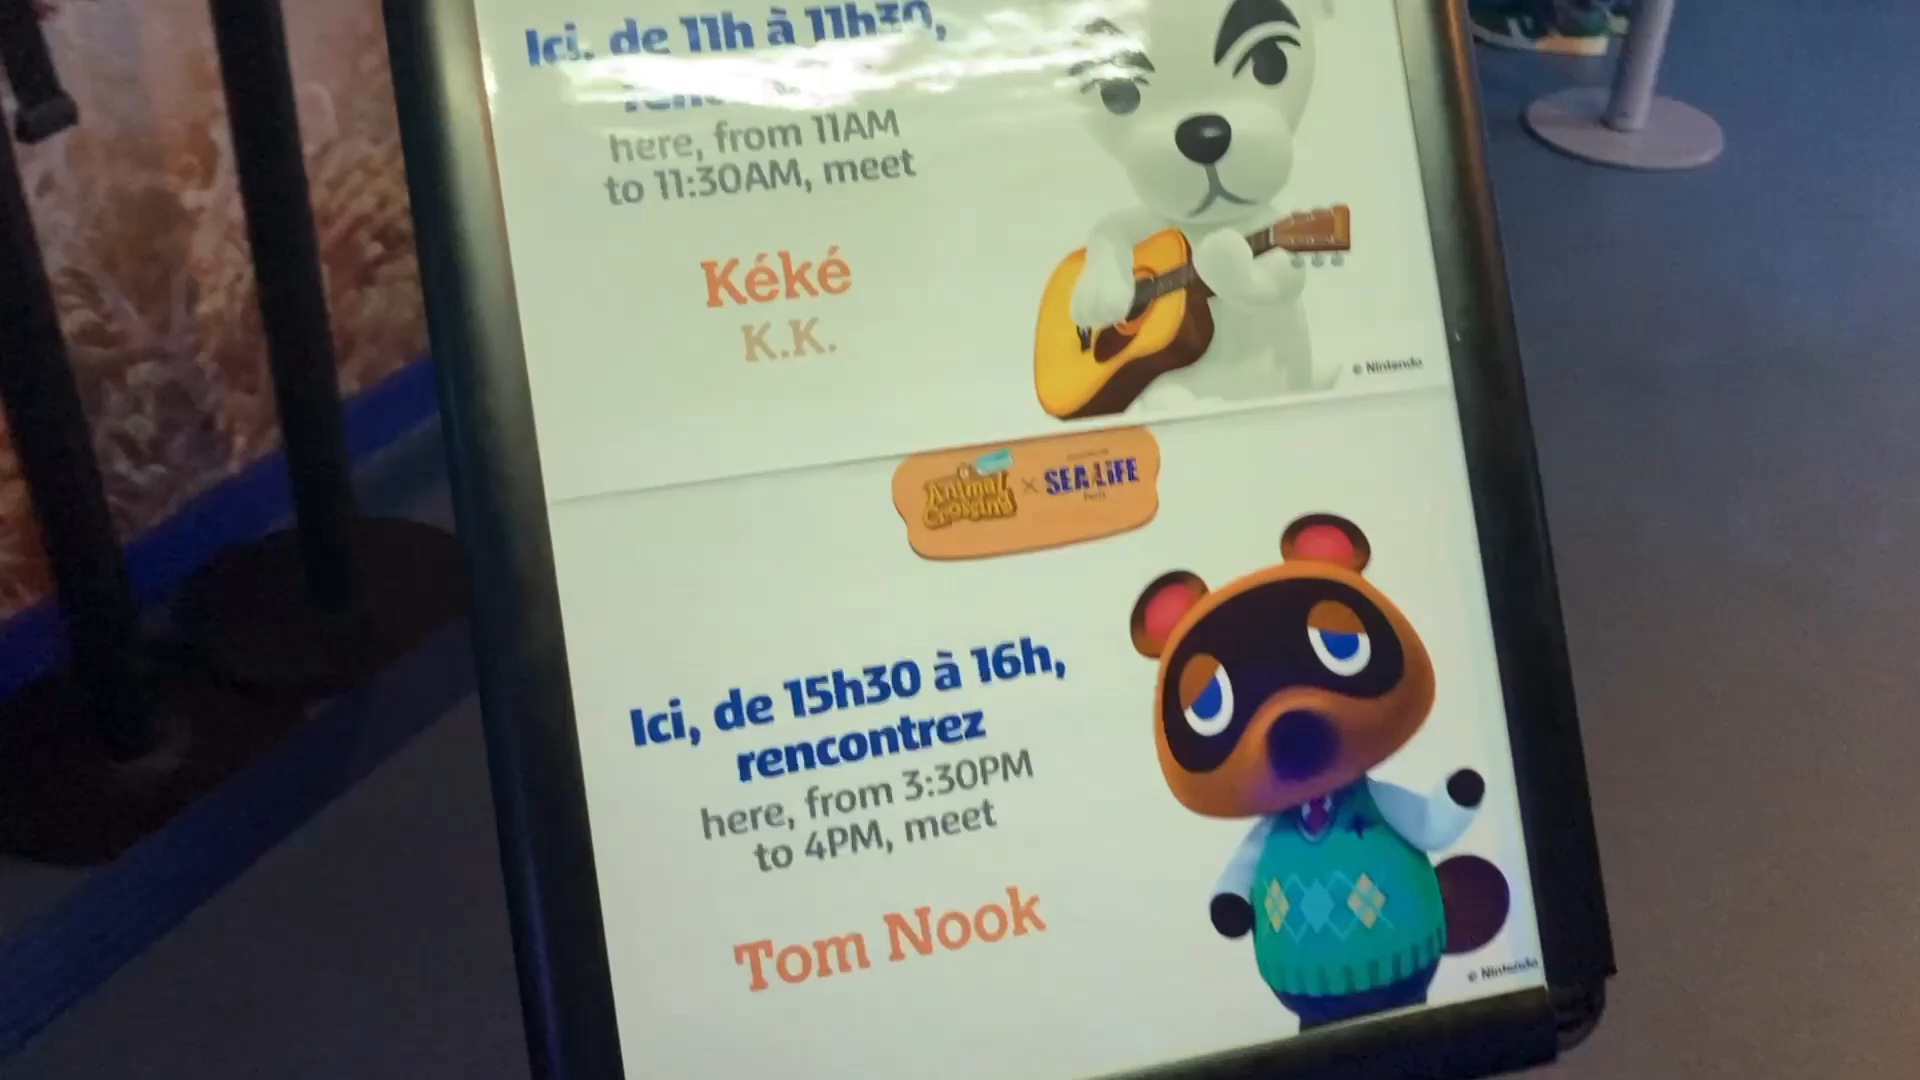 Ici, de 11h à 11h30,
here, from 11AM
to 11:30AM, meet
Kéké
K.K.
© Nintendo
Animal Crossing
×
SEA LIFE
Paris
Ici, de 15h30 à 16h,
rencontrez
here, from 3:30PM
to 4PM, meet
Tom Nook
© Nintendo